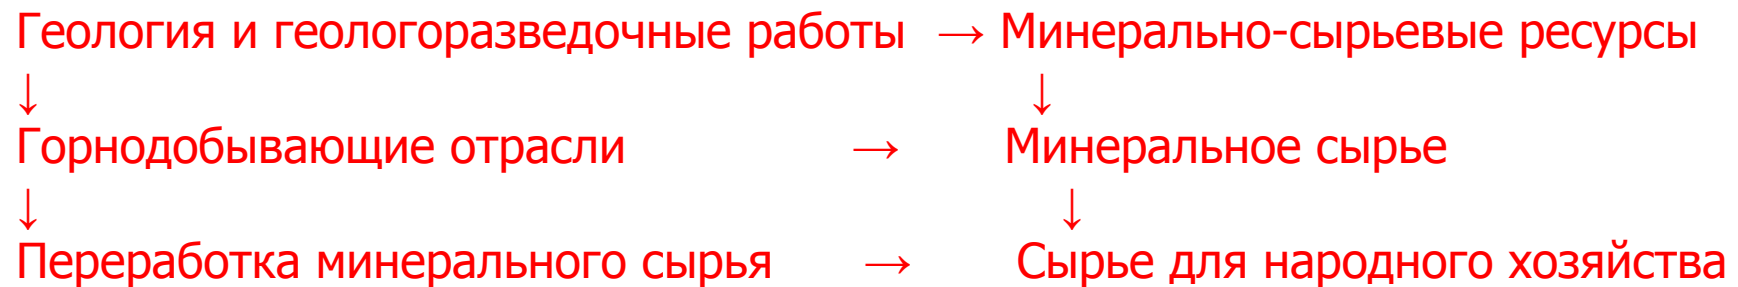 Геология и геологоразведочные работы → Минерально-сырьевые ресурсы
↓ ↓
Горнодобывающие отрасли → Минеральное сырье
↓ ↓
Переработка минерального сырья → Сырье для народного хозяйства